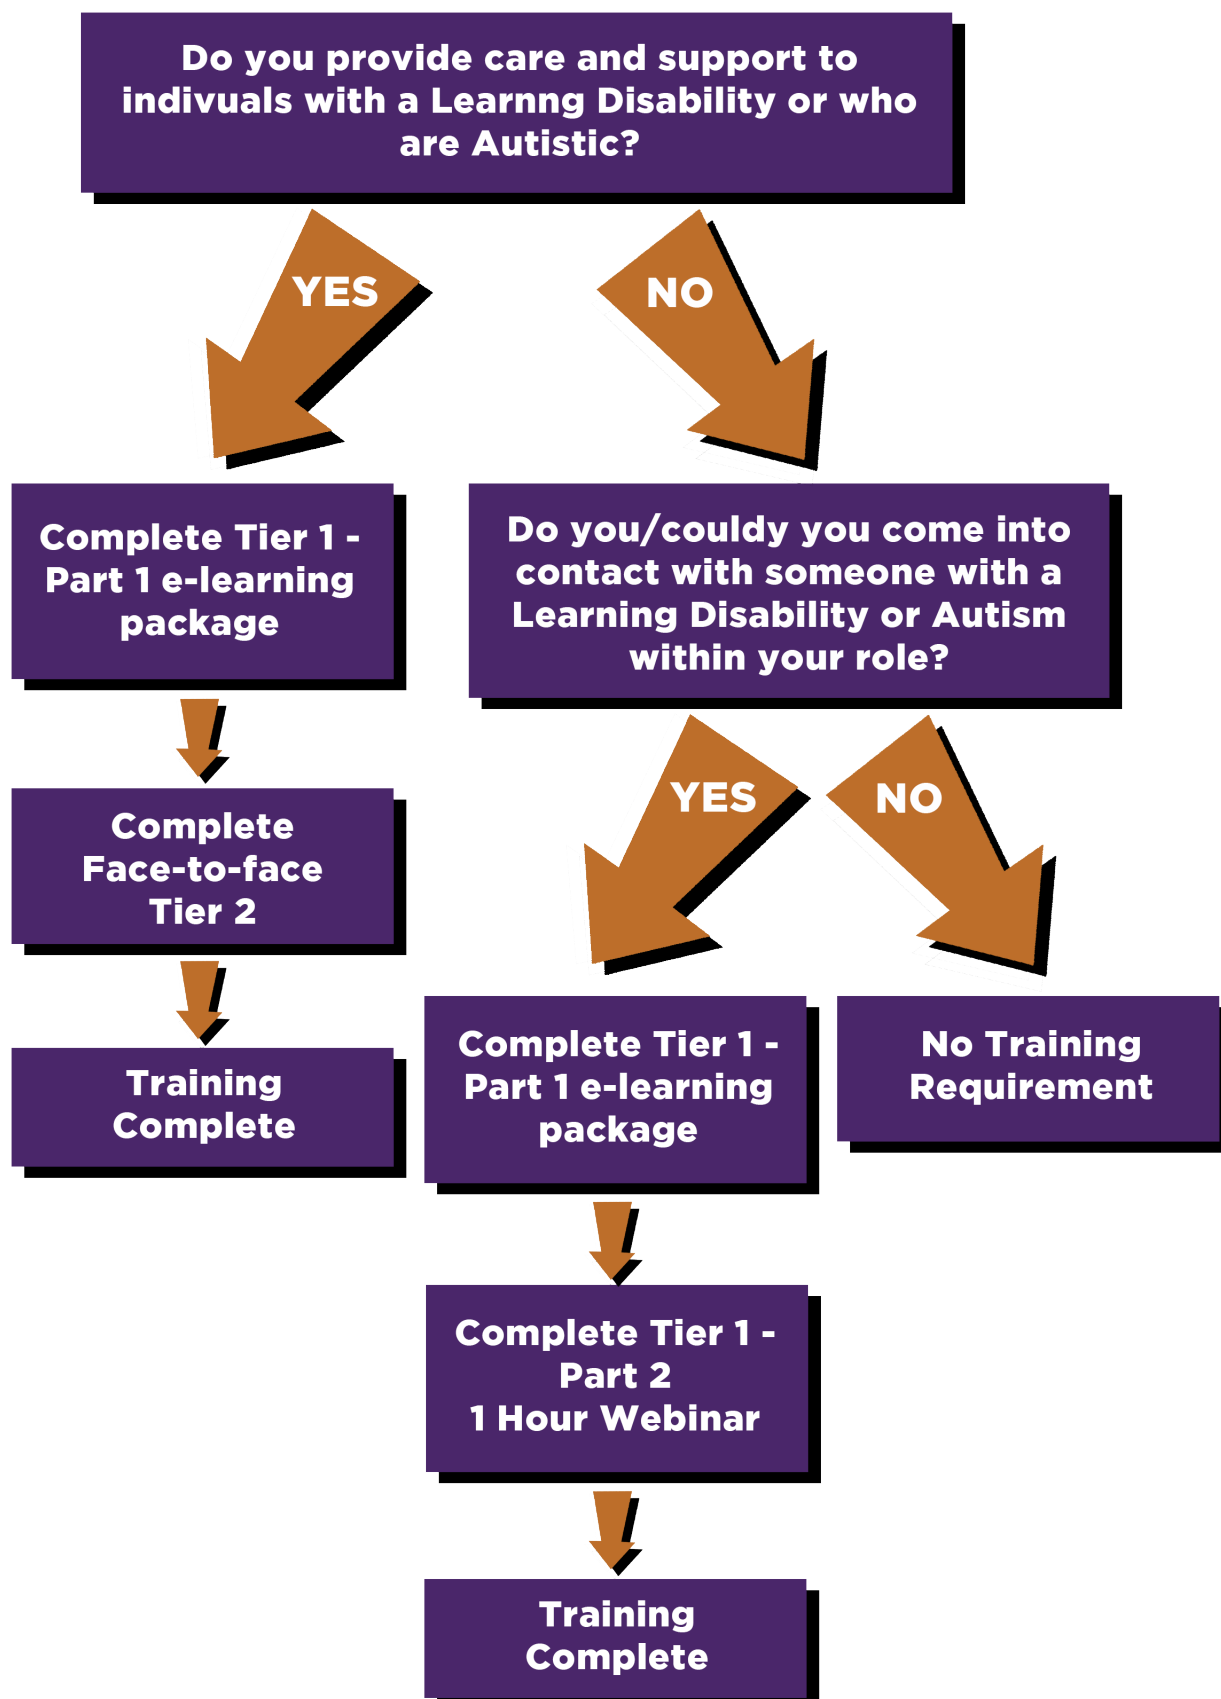 Do you provide care and support to
indivuals with a Learnng Disability or who
are Autistic?
YES
NO
Complete Tier 1 -
Part 1 e-learning
package
Do you/couldy you come into
contact with someone with a
Learning Disability or Autism
within your role?
Complete
Face-to-face
Tier 2
Training
Complete
YES
NO
Complete Tier 1 -
Part 1 e-learning
package
No Training
Requirement
Complete Tier 1 -
Part 2
1 Hour Webinar
Training
Complete